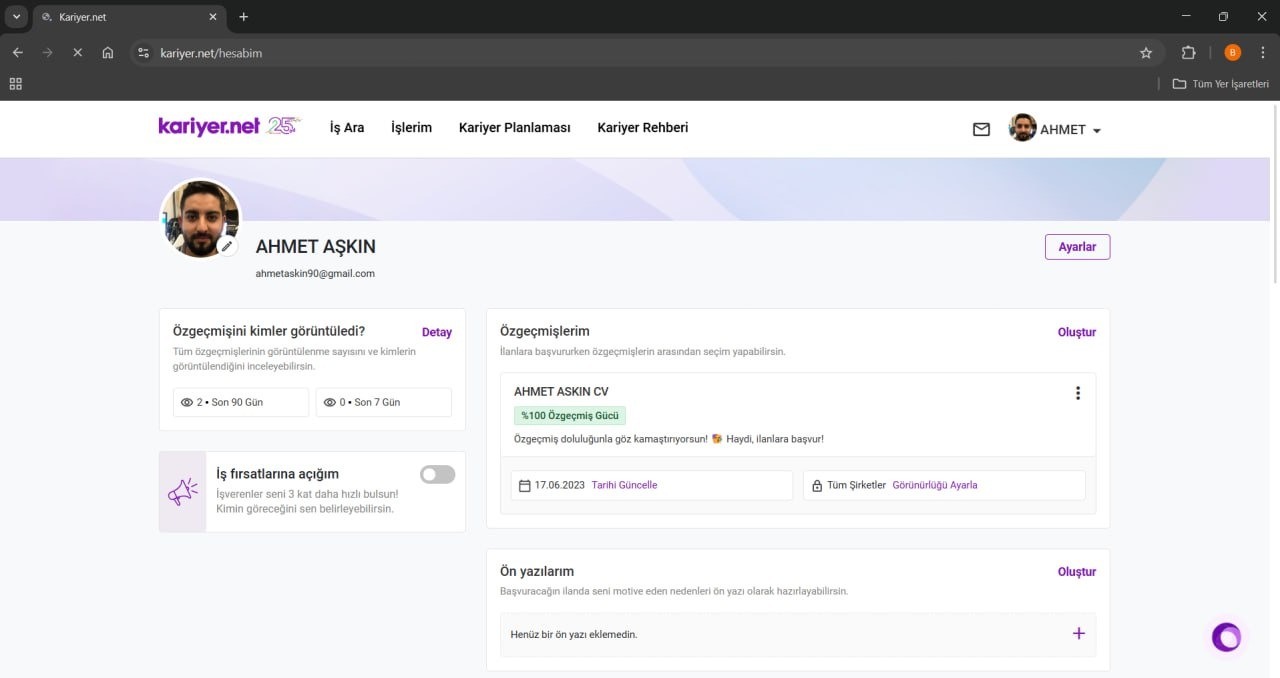 Kariyer.net
kariyer.net/hesabim
B
Tüm Yer İşaretleri
kariyer.net 25.
İş Ara
İşlerim
Kariyer Planlaması
Kariyer Rehberi
AHMET
AHMET AŞKIN
Ayarlar
ahmetaskin90@gmail.com
Özgeçmişini kimler görüntüledi?
Detay
Tüm özgeçmişlerinin görüntülenme sayısını ve kimlerin
görüntülendiğini inceleyebilirsin.
2 • Son 90 Gün
0 • Son 7 Gün
İş fırsatlarına açığım
İşverenler seni 3 kat daha hızlı bulsun!
Kimin göreceğini sen belirleyebilirsin.
Özgeçmişlerim
Oluştur
İlanlara başvururken özgeçmişlerin arasından seçim yapabilirsin.
AHMET ASKIN CV
%100 Özgeçmiş Gücü
Özgeçmiş doluluğunla göz kamaştırıyorsun! Haydi, ilanlara başvur!
17.06.2023 Tarihi Güncelle
Tüm Şirketler Görünürlüğü Ayarla
Ön yazılarım
Oluştur
Başvuracağın ilanda seni motive eden nedenleri ön yazı olarak hazırlayabilirsin.
Henüz bir ön yazı eklemedin.